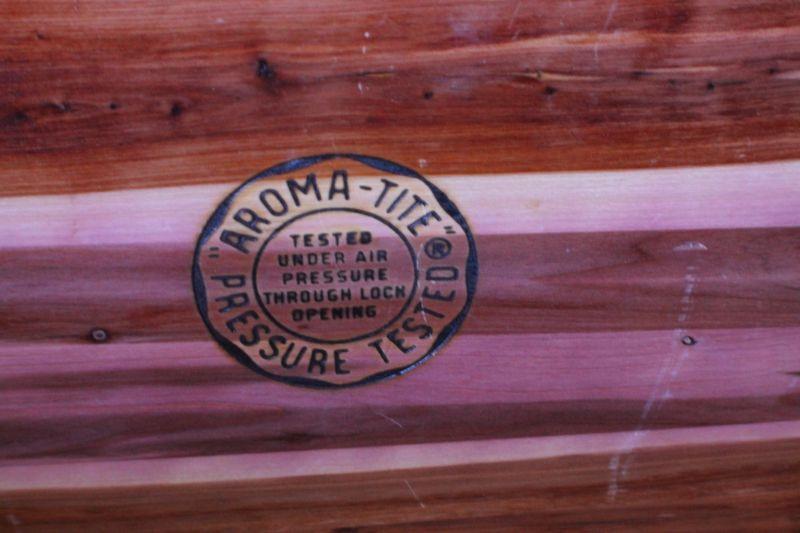 "AROMA-TITE"®
TESTED
UNDER AIR
PRESSURE
THROUGH LOCK
OPENING
"PRESSURE TESTED